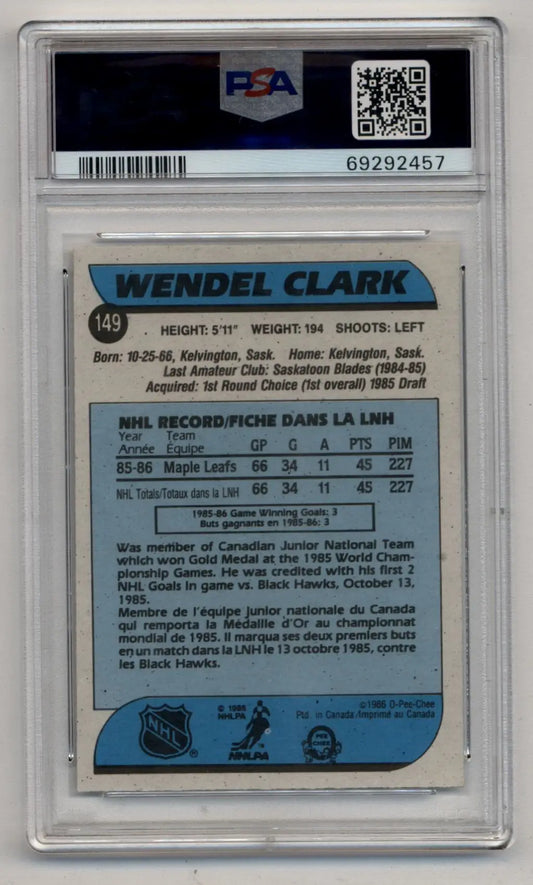 PSA
69292457
WENDEL CLARK
149
HEIGHT: 5'11" WEIGHT: 194 SHOOTS: LEFT
Born: 10-25-66, Kelvington, Sask. Home: Kelvington, Sask.
Last Amateur Club: Saskatoon Blades (1984-85)
Acquired: 1st Round Choice (1st overall) 1985 Draft
NHL RECORD/FICHE DANS LA LNH
Year Team
Année Équipe GP G A PTS PIM
85-86 Maple Leafs 66 34 11 45 227
NHL Totals/Totaux dans la LNH 66 34 11 45 227
1985-86 Game Winning Goals: 3
Buts gagnants en 1985-86: 3
Was member of Canadian Junior National Team
which won Gold Medal at the 1985 World Cham-
pionship Games. He was credited with his first 2
NHL Goals in game vs. Black Hawks, October 13,
1985.
Membre de l'équipe junior nationale du Canada
qui remporta la Médaille d'Or au championnat
mondial de 1985. Il marqua ses deux premiers buts
en un match dans la LNH le 13 octobre 1985, contre
les Black Hawks.
NHL
®
© 1985
NHLPA
NHLPA
©1986 O-Pee-Chee
Ptd. in Canada/Imprimé au Canada
O
PEE
CHEE